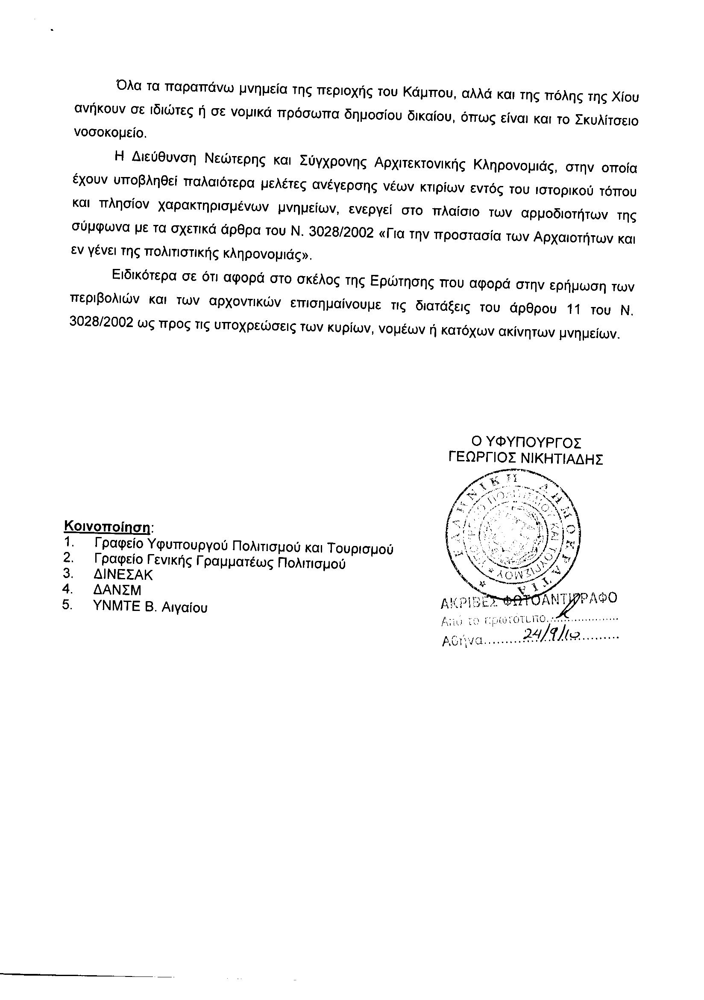 Όλα τα παραπάνω μνημεία της περιοχής του Κάμπου, αλλά και της πόλης της Χίου
ανήκουν σε ιδιώτες ή σε νομικά πρόσωπα δημοσίου δικαίου, όπως είναι και το Σκυλίτσειο
νοσοκομείο.
Η Διεύθυνση Νεώτερης και Σύγχρονης Αρχιτεκτονικής Κληρονομιάς, στην οποία
έχουν υποβληθεί παλαιότερα μελέτες ανέγερσης νέων κτιρίων εντός του ιστορικού τόπου
και πλησίον χαρακτηρισμένων μνημείων, ενεργεί στο πλαίσιο των αρμοδιοτήτων της
σύμφωνα με τα σχετικά άρθρα του Ν. 3028/2002 «Για την προστασία των Αρχαιοτήτων και
εν γένει της πολιτιστικής κληρονομιάς».
Ειδικότερα σε ότι αφορά στο σκέλος της Ερώτησης που αφορά στην ερήμωση των
περιβολιών και των αρχοντικών επισημαίνουμε τις διατάξεις του άρθρου 11 του Ν.
3028/2002 ως προς τις υποχρεώσεις των κυρίων, νομέων ή κατόχων ακίνητων μνημείων.
Ο ΥΦΥΠΟΥΡΓΟΣ
ΓΕΩΡΓΙΟΣ ΝΙΚΗΤΙΑΔΗΣ
ΕΛΛΗΝΙΚΗ ΔΗΜΟΚΡΑΤΙΑ
ΥΠΟΥΡΓΕΙΟ ΠΟΛΙΤΙΣΜΟΥ ΚΑΙ ΤΟΥΡΙΣΜΟΥ
Κοινοποίηση:
1. Γραφείο Υφυπουργού Πολιτισμού και Τουρισμού
2. Γραφείο Γενικής Γραμματέως Πολιτισμού
3. ΔΙΝΕΣΑΚ
4. ΔΑΝΣΜ
5. ΥΝΜΤΕ Β. Αιγαίου
ΑΚΡΙΒΕΣ ΦΩΤΟΑΝΤΙΓΡΑΦΟ
Από το πρωτότυπο
Αθήνα 24/9/10